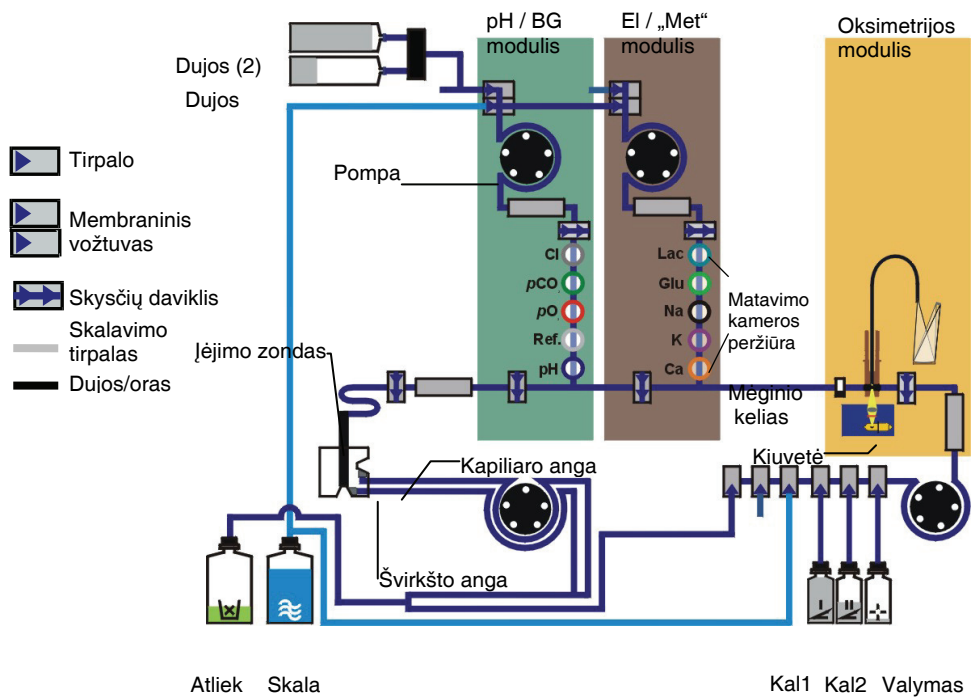 pH / BG
modulis
El / „Met“
modulis
Oksimetrijos
modulis
Dujos (2)
Dujos
Tirpalo
Pompa
Membraninis
vožtuvas
Cl
pCO
pO
Ref.
pH
Lac
Glu
Na
K
Ca
Skysčių daviklis
Matavimo
kameros
peržiūra
Skalavimo
tirpalas
Įėjimo zondas
Dujos/oras
Mėginio
kelias
Kiuvetė
Kapiliaro anga
Švirkšto anga
I
II
Atliek
Skala
Kal1
Kal2
Valymas